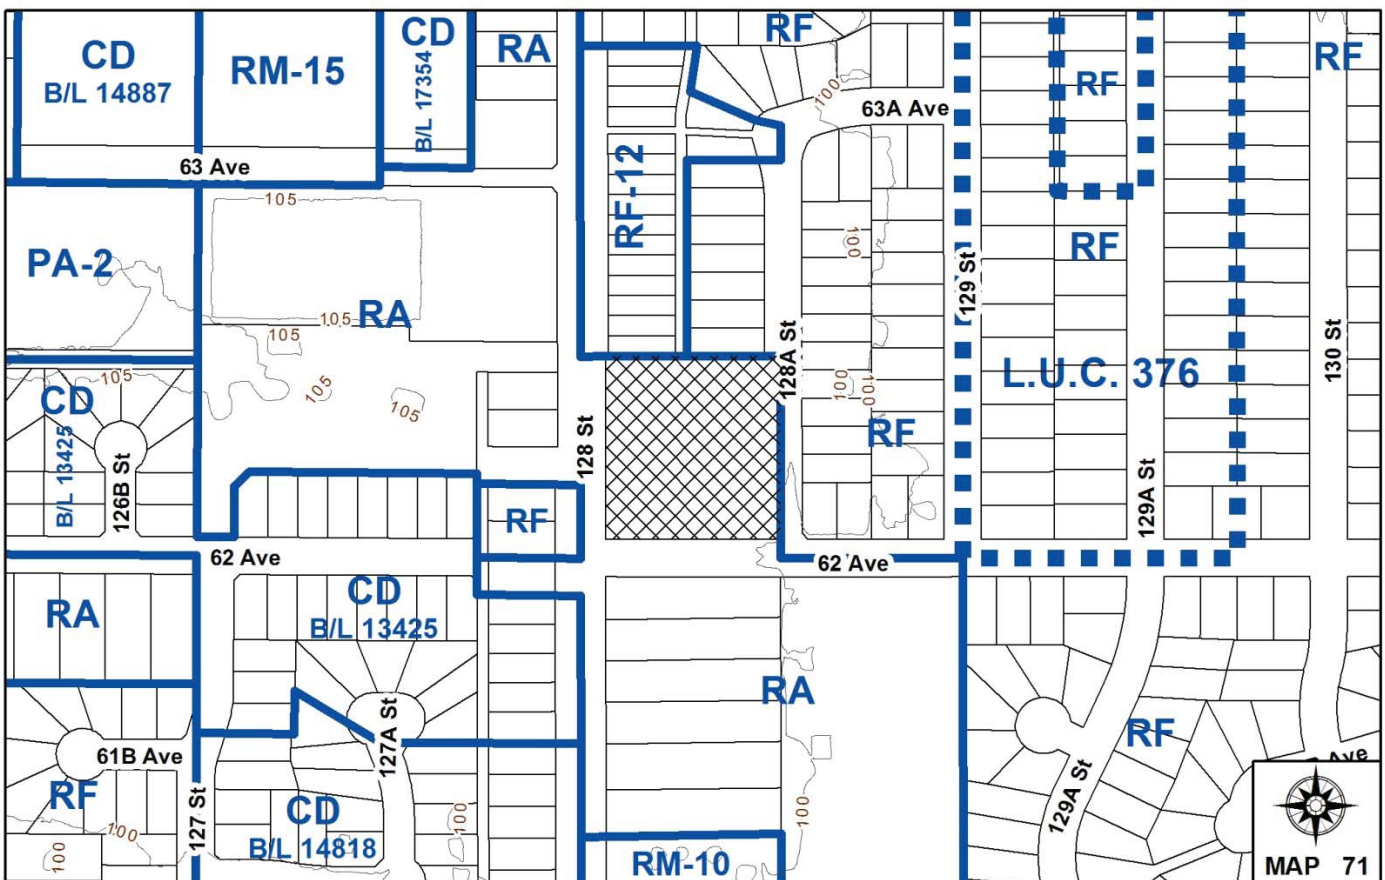 CD
B/L 14887
RM-15
CD
B/L 17354
RA
RF
RF
RF
63 Ave
63A Ave
100
105
RF-12
PA-2
RA
105
105
105
105
105
100
129 St
RF
128A St
L.U.C. 376
130 St
100
100
RF
CD
B/L 13425
126B St
128 St
129A St
RF
62 Ave
62 Ave
CD
B/L 13425
RA
RA
RF
127A St
61B Ave
RF
127 St
100
100
CD
B/L 14818
100
100
129A St
RM-10
Ave
MAP 71